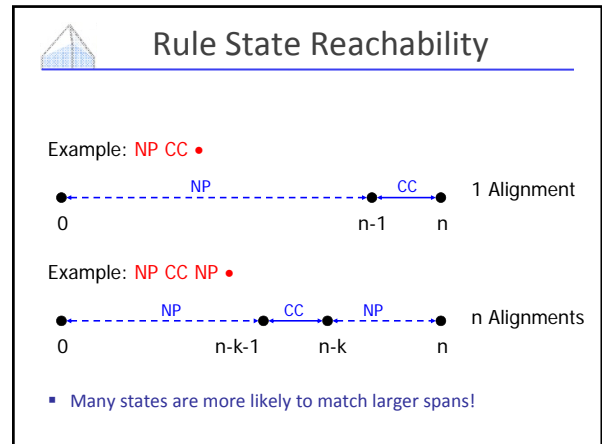 Rule State Reachability
Example: NP CC •
NP CC 1 Alignment
0 n-1 n
Example: NP CC NP •
NP CC NP n Alignments
0 n-k-1 n-k n
▪ Many states are more likely to match larger spans!